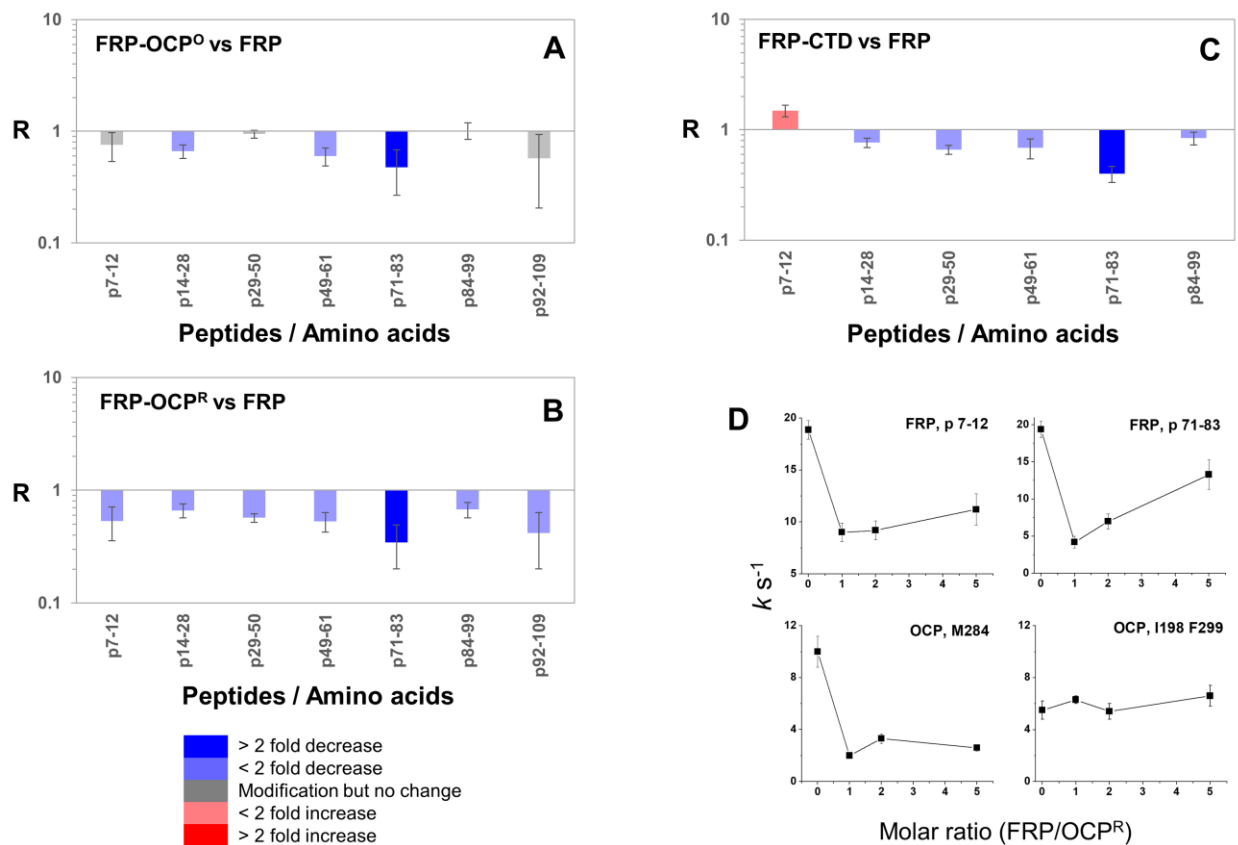 A
FRP-OCPᴼ vs FRP
10
R
1
0.1
p7-12
p14-28
p29-50
p49-61
p71-83
p84-99
p92-109
Peptides / Amino acids
B
FRP-OCPᴿ vs FRP
10
R
1
0.1
p7-12
p14-28
p29-50
p49-61
p71-83
p84-99
p92-109
Peptides / Amino acids
> 2 fold decrease
< 2 fold decrease
Modification but no change
< 2 fold increase
> 2 fold increase
C
FRP-CTD vs FRP
10
R
1
0.1
p7-12
p14-28
p29-50
p49-61
p71-83
p84-99
Peptides / Amino acids
D
k s⁻¹
FRP, p 7-12
20
15
10
5
0 1 2 3 4 5
FRP, p 71-83
20
15
10
5
0
0 1 2 3 4 5
OCP, M284
12
8
4
0
0 1 2 3 4 5
OCP, I198 F299
12
8
4
0
0 1 2 3 4 5
Molar ratio (FRP/OCPᴿ)